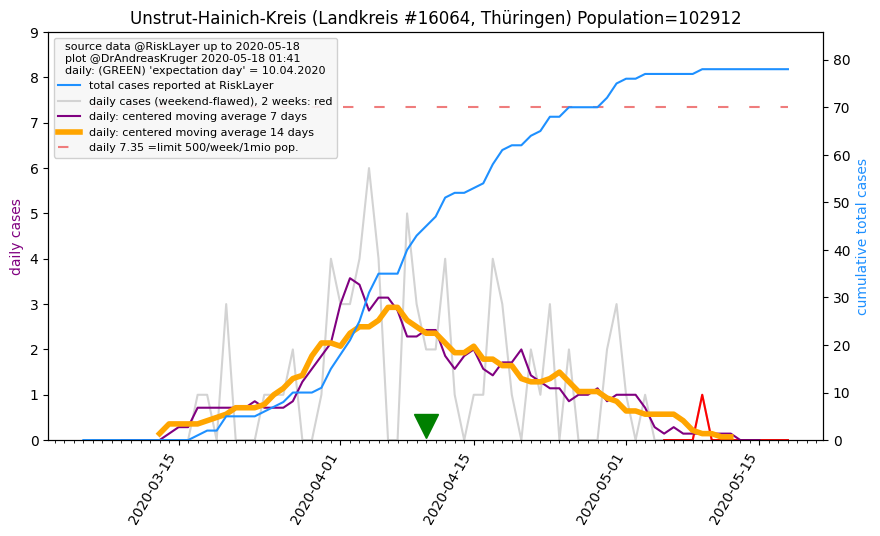 Unstrut-Hainich-Kreis (Landkreis #16064, Thüringen) Population=102912
source data @RiskLayer up to 2020-05-18
plot @DrAndreasKruger 2020-05-18 01:41
daily: (GREEN) 'expectation day' = 10.04.2020
total cases reported at RiskLayer
daily cases (weekend-flawed), 2 weeks: red
daily: centered moving average 7 days
daily: centered moving average 14 days
daily 7.35 =limit 500/week/1mio pop.
daily cases
9
8
7
6
5
4
3
2
1
0
80
70
60
50
40
30
20
10
0
cumulative total cases
2020-03-15
2020-04-01
2020-04-15
2020-05-01
2020-05-15